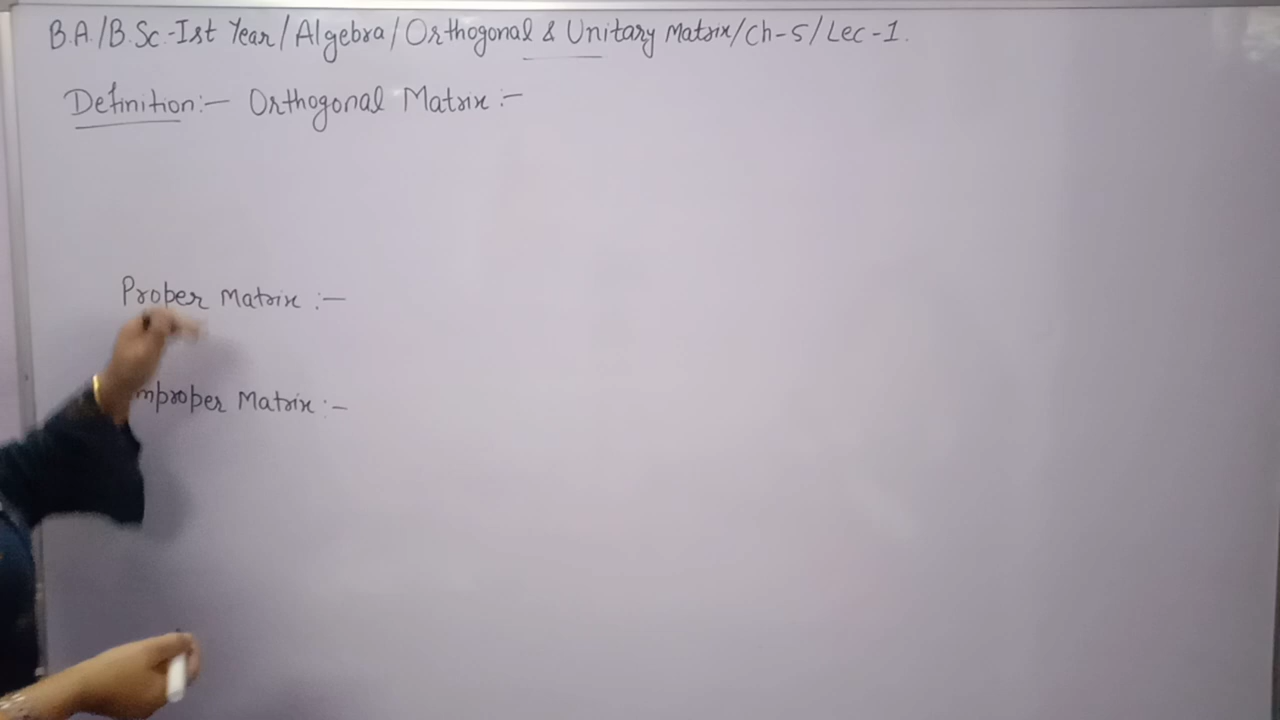 B.A./B.Sc.-Ist Year/Algebra/Orthogonal & Unitary Matrix/Ch-5/Lec-1.
Definition:- Orthogonal Matrix:-
Proper Matrix:-
mproper Matrix:-